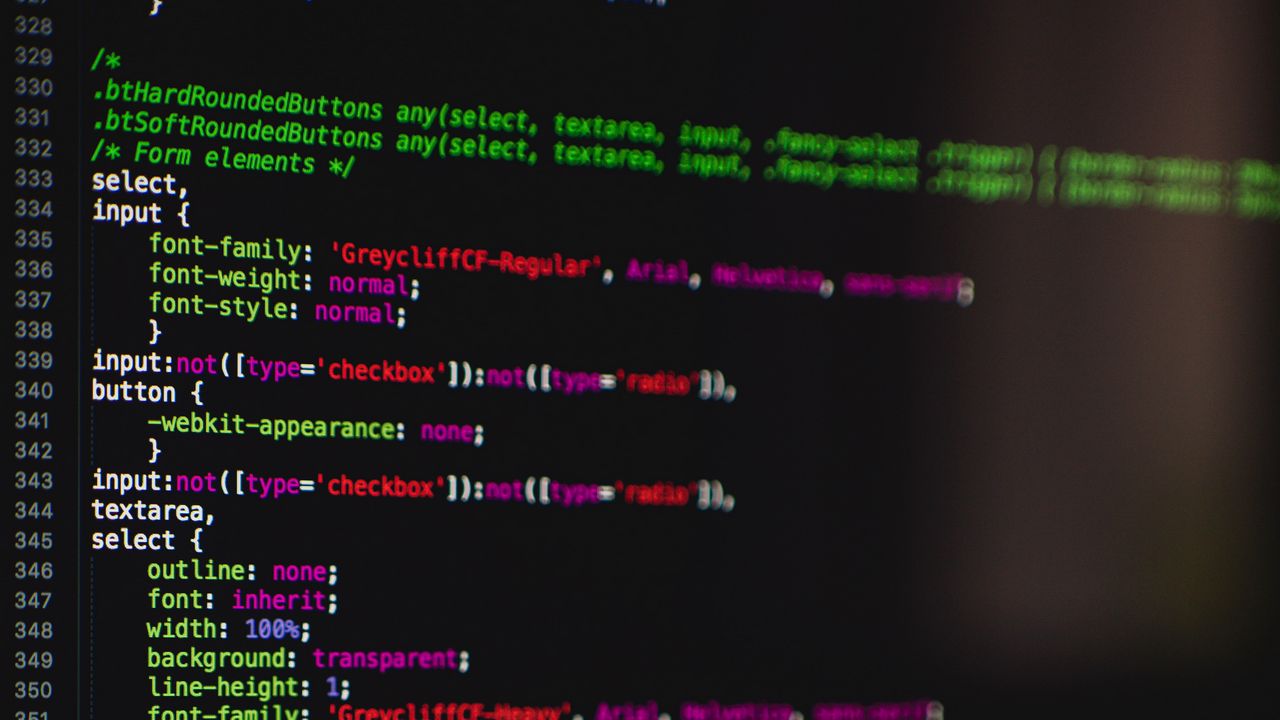 327 }
328
329 /*
330 .btHardRoundedButtons any(select, textarea, input, .fancy-select .trigger) {
331 .btSoftRoundedButtons any(select, textarea, input, .fancy-select .trigger) {
332 /* Form elements */
333 select,
334 input {
335 font-family: 'GreycliffCF-Regular', Arial, Helvetica, sans-serif;
336 font-weight: normal;
337 font-style: normal;
338 }
339 input:not([type='checkbox']):not([type='radio']),
340 button {
341 -webkit-appearance: none;
342 }
343 input:not([type='checkbox']):not([type='radio']),
344 textarea,
345 select {
346 outline: none;
347 font: inherit;
348 width: 100%;
349 background: transparent;
350 line-height: 1;
351 font-family: 'GreycliffCF-Heavy', Arial, Helvetica, sans-serif;